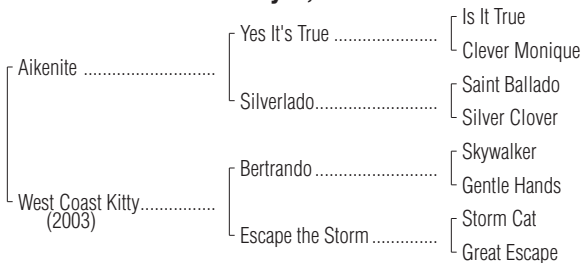 Is It True
Yes It's True ....................
Clever Monique
Aikenite .........................
Saint Ballado
Silverlado.......................
Silver Clover
Skywalker
Bertrando .......................
Gentle Hands
West Coast Kitty...............
(2003)
Storm Cat
Escape the Storm .............
Great Escape